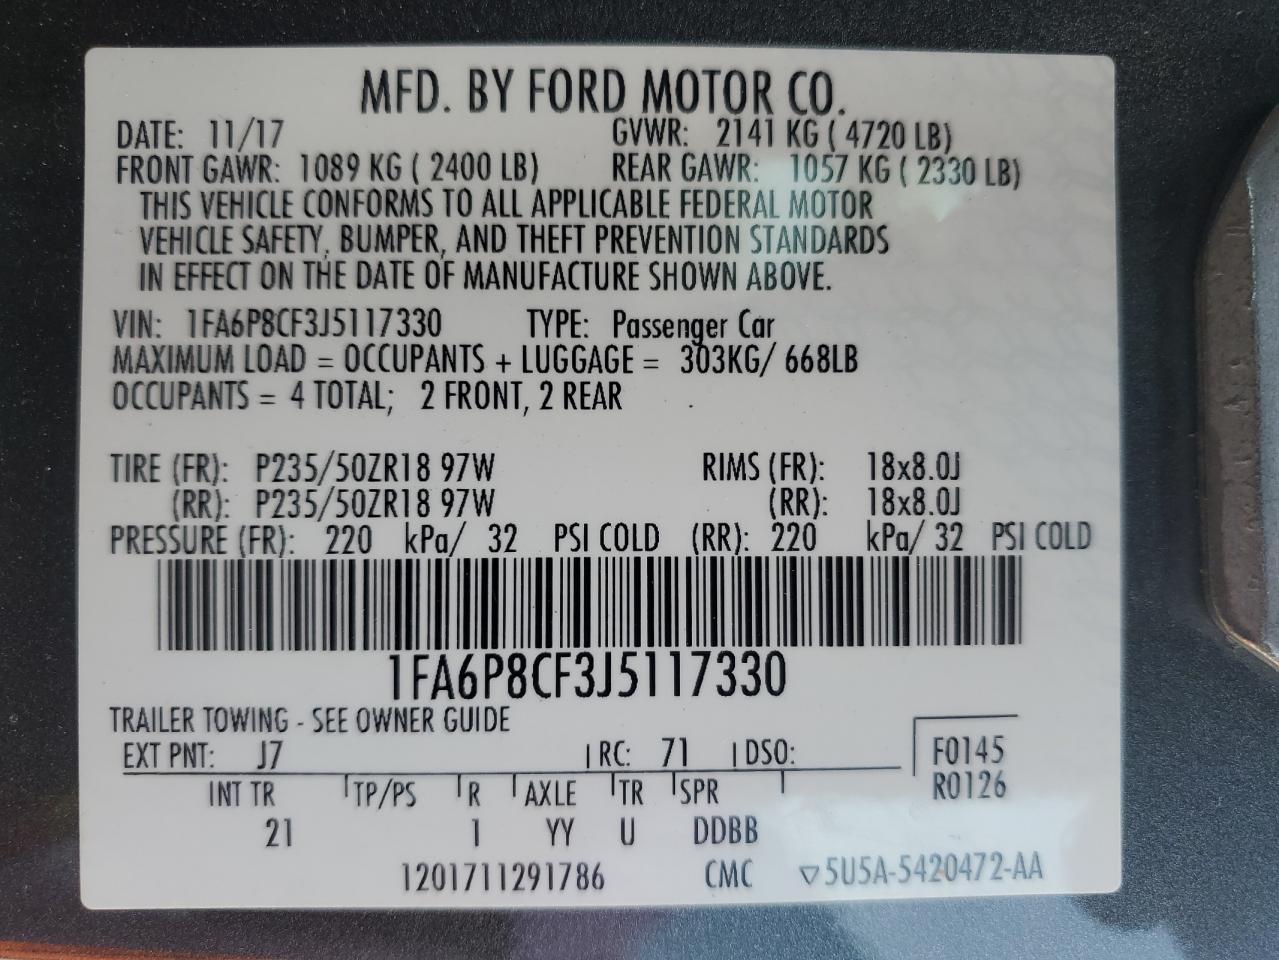 MFD. BY FORD MOTOR CO.
DATE: 11/17 GVWR: 2141 KG ( 4720 LB)
FRONT GAWR: 1089 KG ( 2400 LB) REAR GAWR: 1057 KG ( 2330 LB)
THIS VEHICLE CONFORMS TO ALL APPLICABLE FEDERAL MOTOR
VEHICLE SAFETY, BUMPER, AND THEFT PREVENTION STANDARDS
IN EFFECT ON THE DATE OF MANUFACTURE SHOWN ABOVE.
VIN: 1FA6P8CF3J5117330 TYPE: Passenger Car
MAXIMUM LOAD = OCCUPANTS + LUGGAGE = 303KG/ 668LB
OCCUPANTS = 4 TOTAL; 2 FRONT, 2 REAR
TIRE (FR): P235/50ZR18 97W RIMS (FR): 18x8.0J
(RR): P235/50ZR18 97W (RR): 18x8.0J
PRESSURE (FR): 220 kPa/ 32 PSI COLD (RR): 220 kPa/ 32 PSI COLD
1FA6P8CF3J5117330
TRAILER TOWING - SEE OWNER GUIDE
EXT PNT: J7 RC: 71 DSO: F0145
R0126
INT TR TP/PS R AXLE TR SPR
21 1 YY U DDBB
1201711291786 CMC ▽5U5A-5420472-AA